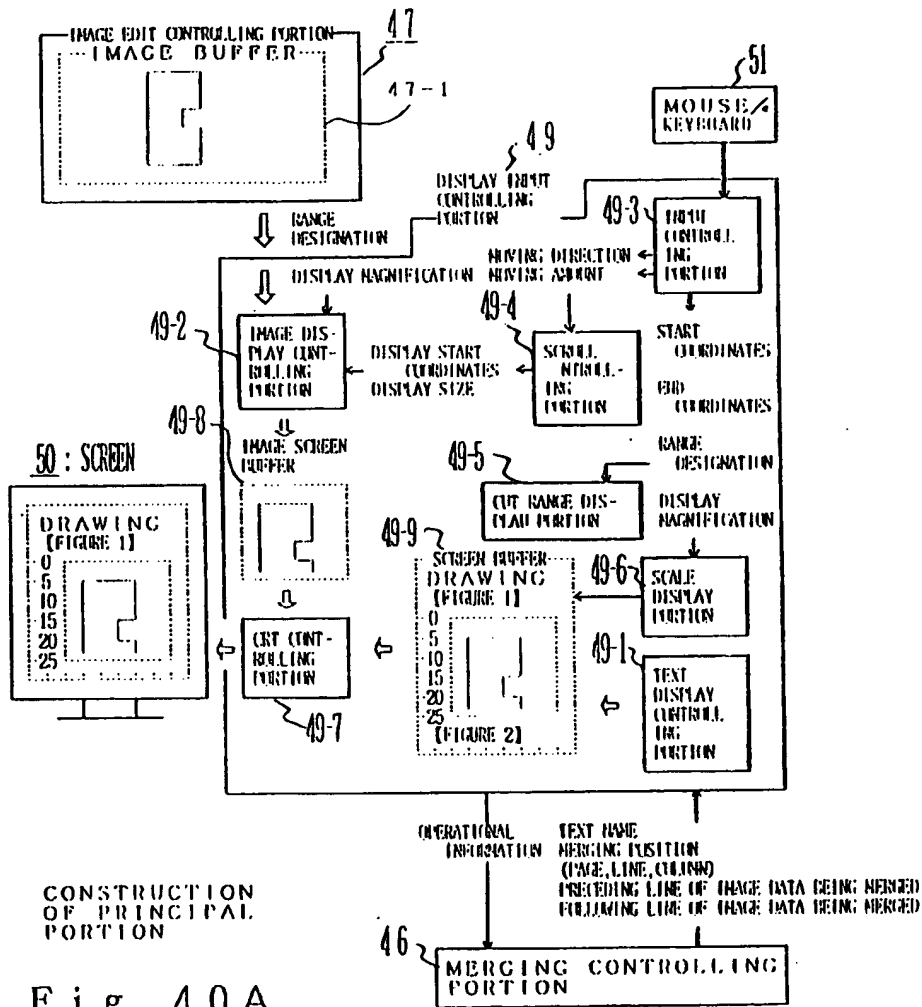 IMAGE EDIT CONTROLLING PORTION
IMAGE BUFFER
47
47-1
51
MOUSE/
KEYBOARD
49
DISPLAY INPUT
CONTROLLING
PORTION
RANGE
DESIGNATION
49-3
INPUT
CONTROLL-
ING
PORTION
MOVING DIRECTION
MOVING AMOUNT
DISPLAY MAGNIFICATION
49-2
IMAGE DIS-
PLAY CONT-
ROLLING
PORTION
49-4
SCROLL
NTROLL-
ING
PORTION
DISPLAY START
COORDINATES
DISPLAY SIZE
START
COORDINATES
END
COORDINATES
49-8
IMAGE SCREEN
BUFFER
50 : SCREEN
DRAWING
[FIGURE 1]
0
5
10
15
20
25
49-5
CUT RANGE DIS-
PLAU PORTION
RANGE
DESIGNATION
DISPLAY
MAGNIFICATION
49-9
SCREEN BUFFER
DRAWING
[FIGURE 1]
0
5
10
15
20
25
[FIGURE 2]
49-6
SCALE
DISPLAY
PORTION
49-1
TEXT
DISPLAY
CONTROLL-
ING
PORTION
CRT CONT-
ROLLING
PORTION
49-7
OPERATIONAL
INFORMATION
TEXT NAME
MERGING POSITION
(PAGE,LINE,COLUNN)
PRECEDING LINE OF IMAGE DATA BEING MERGED
FOLLOWING LINE OF IMAGE DATA BEING MERGED
CONSTRUCTION
OF PRINCIPAL
PORTION
46
MERGING CONTROLLING
PORTION
Fig. 40A